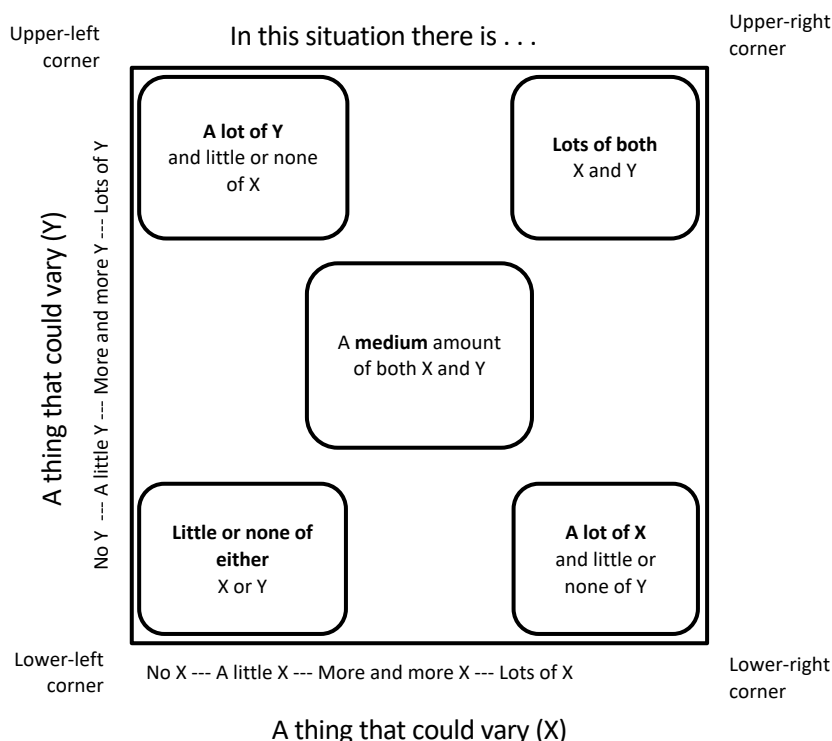 Upper-left
corner
In this situation there is . . .
Upper-right
corner
A lot of Y
and little or none
of X
Lots of both
X and Y
A medium amount
of both X and Y
A thing that could vary (Y)
No Y --- A little Y --- More and more Y --- Lots of Y
Little or none of
either
X or Y
A lot of X
and little or
none of Y
Lower-left
corner
No X --- A little X --- More and more X --- Lots of X
Lower-right
corner
A thing that could vary (X)